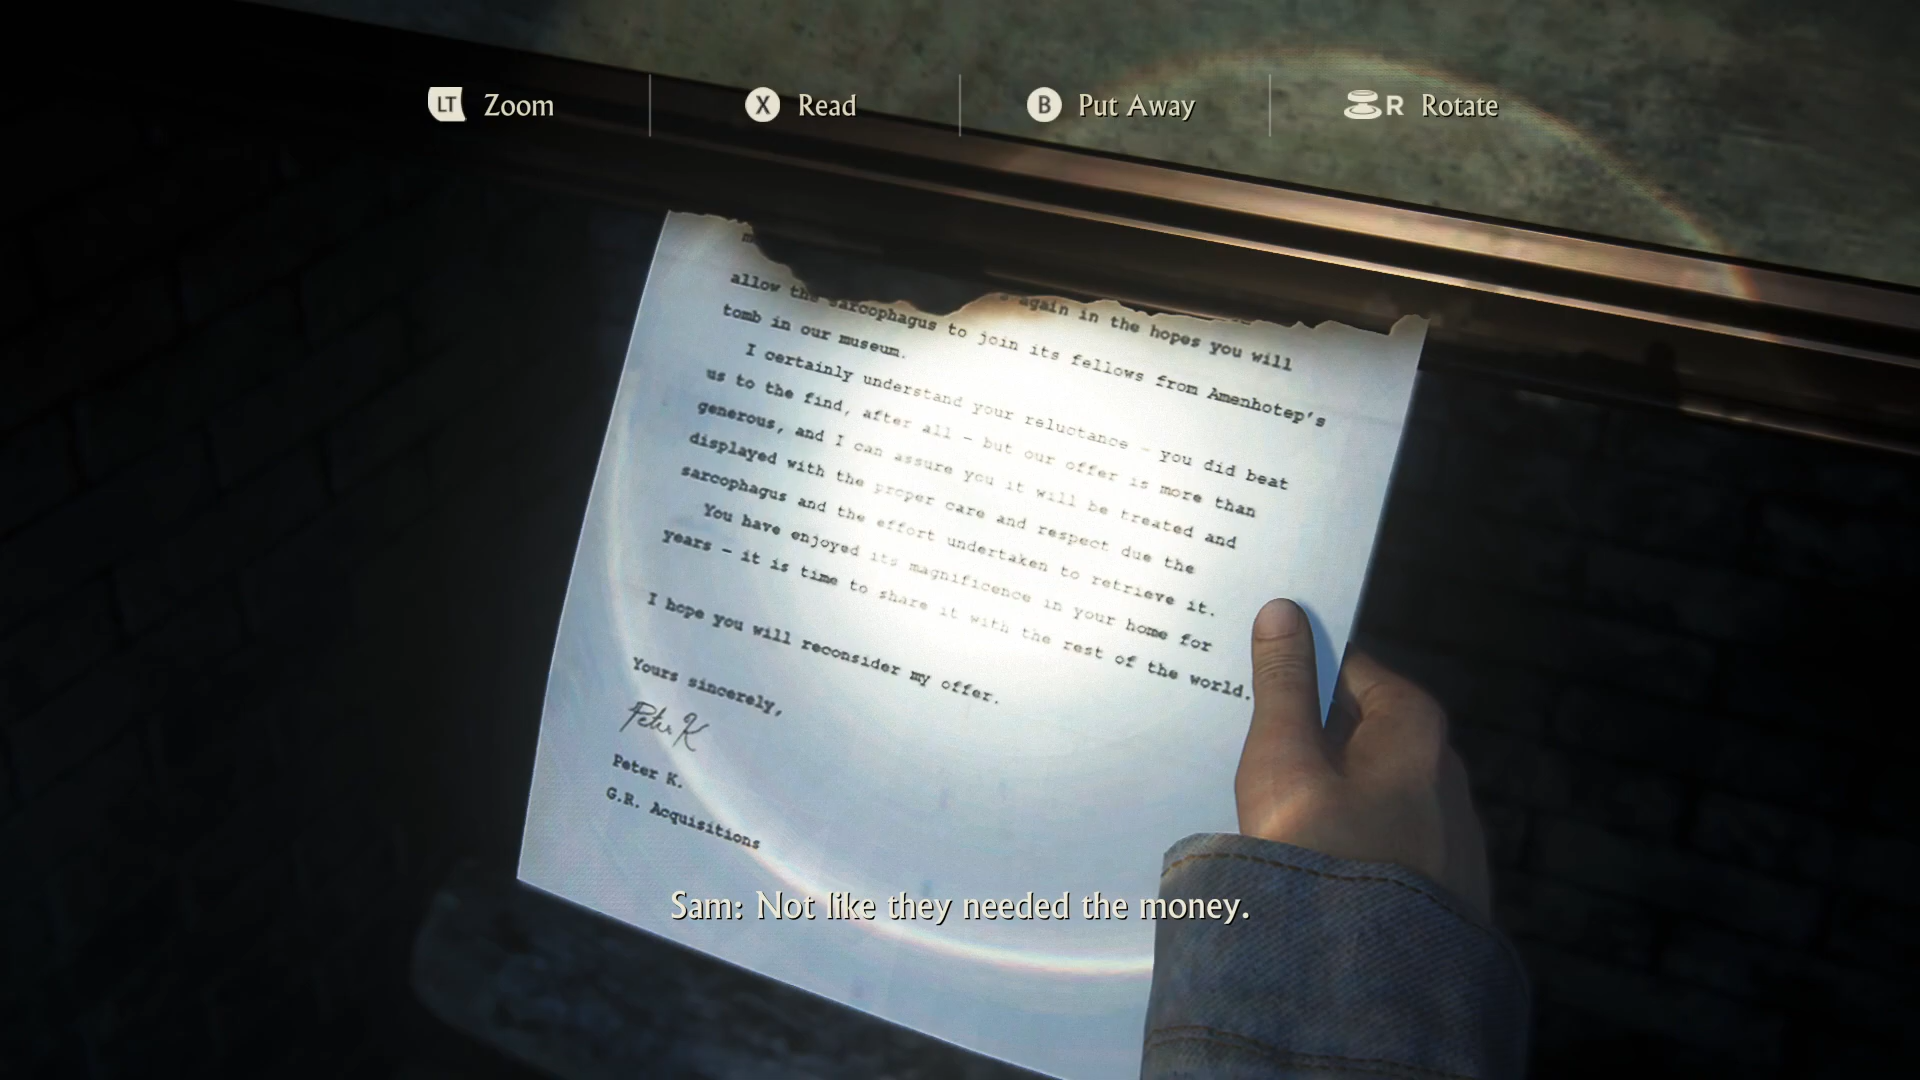 LT Zoom
X Read
B Put Away
R Rotate
again in the hopes you will
allow the sarcophagus to join its fellows from Amenhotep's
tomb in our museum.
I certainly understand your reluctance – you did beat
us to the find, after all – but our offer is more than
generous, and I can assure you it will be treated and
displayed with the proper care and respect due the
sarcophagus and the effort undertaken to retrieve it.
You have enjoyed its magnificence in your home for
years – it is time to share it with the rest of the world.
I hope you will reconsider my offer.
Yours sincerely,
Peter K
Peter K.
G.R. Acquisitions
Sam: Not like they needed the money.